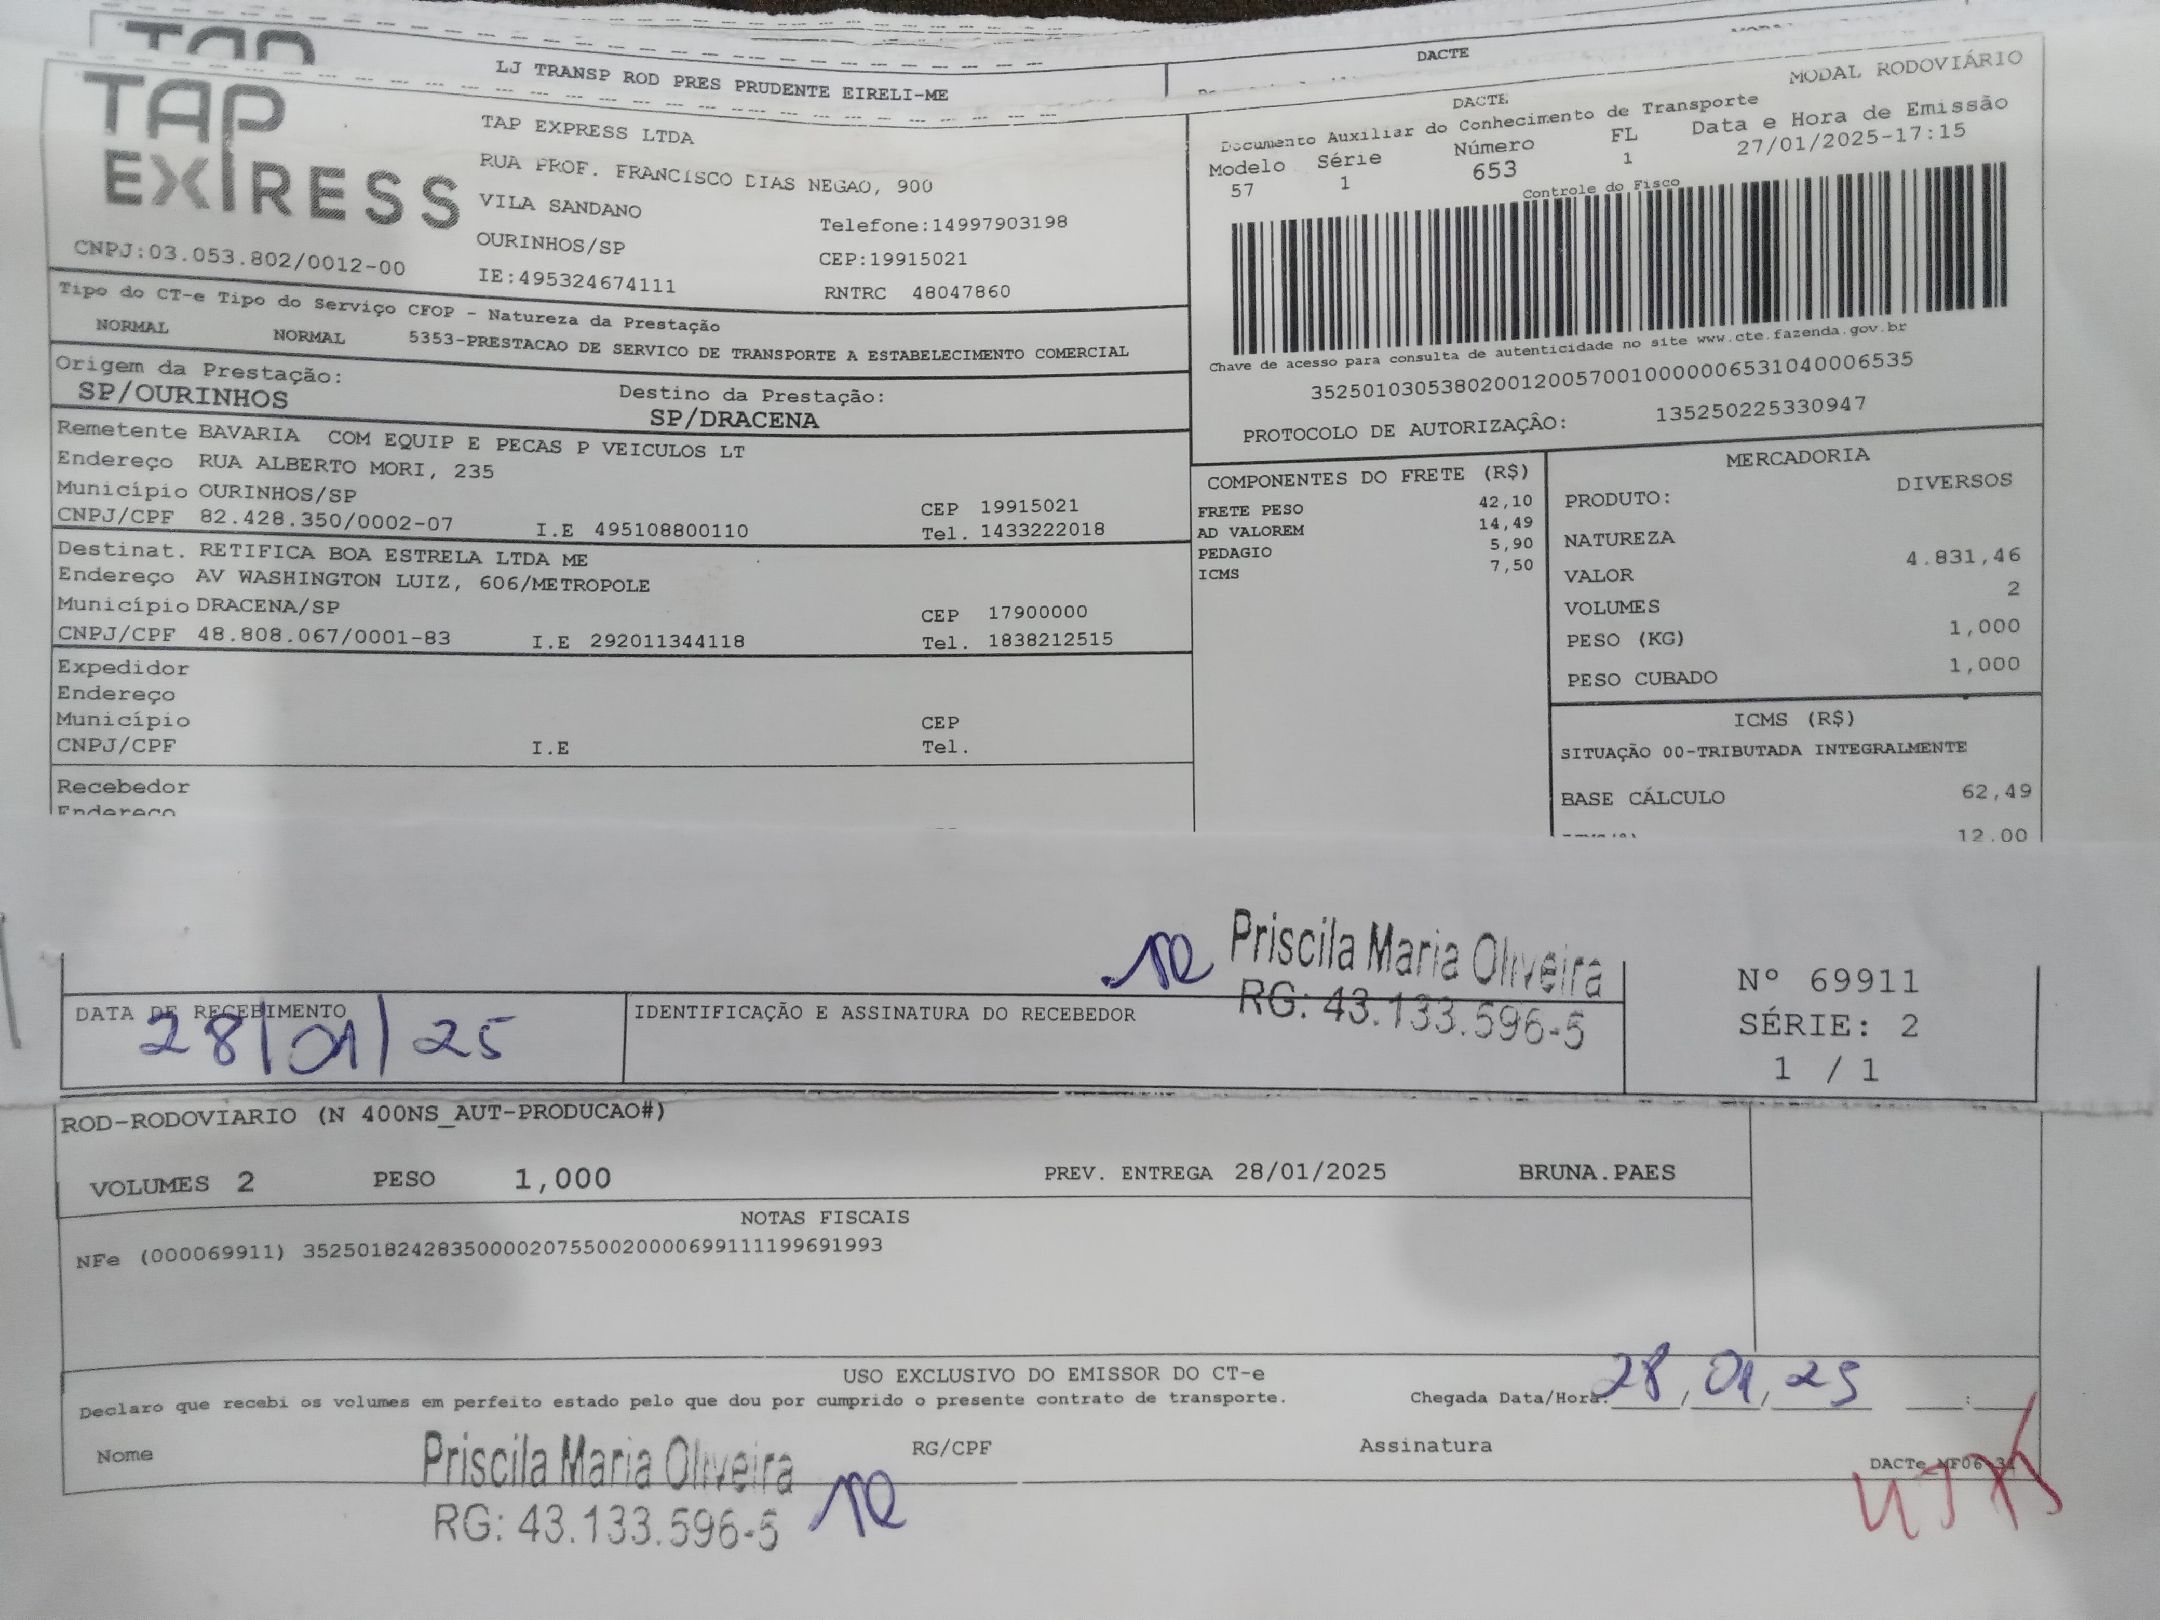 LJ TRANSP ROD PRES PRUDENTE EIRELI-ME
DACTE
TAP EXPRESS
CNPJ:03.053.802/0012-00
TAP EXPRESS LTDA
RUA PROF. FRANCISCO DIAS NEGAO, 900
VILA SANDANO
OURINHOS/SP
IE:495324674111
Telefone:14997903198
CEP:19915021
RNTRC 48047860
MODAL RODOVIÁRIO
DACTE
Documento Auxiliar do Conhecimento de Transporte
Modelo Série Número FL Data e Hora de Emissão
57 1 653 1 27/01/2025-17:15
Controle do Fisco
Chave de acesso para consulta de autenticidade no site www.cte.fazenda.gov.br
35250103053802001200570010000006531040006535
PROTOCOLO DE AUTORIZAÇÂO: 135250225330947
Tipo do CT-e Tipo do Serviço CFOP - Natureza da Prestação
NORMAL NORMAL 5353-PRESTACAO DE SERVICO DE TRANSPORTE A ESTABELECIMENTO COMERCIAL
Origem da Prestação: Destino da Prestação:
SP/OURINHOS SP/DRACENA
Remetente BAVARIA COM EQUIP E PECAS P VEICULOS LT
Endereço RUA ALBERTO MORI, 235
Município OURINHOS/SP CEP 19915021
CNPJ/CPF 82.428.350/0002-07 I.E 495108800110 Tel. 1433222018
Destinat. RETIFICA BOA ESTRELA LTDA ME
Endereço AV WASHINGTON LUIZ, 606/METROPOLE
Município DRACENA/SP CEP 17900000
CNPJ/CPF 48.808.067/0001-83 I.E 292011344118 Tel. 1838212515
Expedidor
Endereço
Município CEP
CNPJ/CPF I.E Tel.
Recebedor
Endereço
COMPONENTES DO FRETE (R$)
FRETE PESO 42,10
AD VALOREM 14,49
PEDAGIO 5,90
ICMS 7,50
MERCADORIA
PRODUTO: DIVERSOS
NATUREZA
VALOR 4.831,46
VOLUMES 2
PESO (KG) 1,000
PESO CUBADO 1,000
ICMS (R$)
SITUAÇÃO 00-TRIBUTADA INTEGRALMENTE
BASE CÁLCULO 62,49
12.00
Priscila Maria Oliveira
RG: 43.133.596-5
DATA DE RECEBIMENTO
28/01/25
IDENTIFICAÇÃO E ASSINATURA DO RECEBEDOR
Nº 69911
SÉRIE: 2
1 / 1
ROD-RODOVIARIO (N 400NS_AUT-PRODUCAO#)
VOLUMES 2 PESO 1,000 PREV. ENTREGA 28/01/2025 BRUNA.PAES
NOTAS FISCAIS
NFe (000069911) 35250182428350000207550020000699111199691993
USO EXCLUSIVO DO EMISSOR DO CT-e
Declaro que recebi os volumes em perfeito estado pelo que dou por cumprido o presente contrato de transporte. Chegada Data/Hora: 28/01/25 :
Nome RG/CPF Assinatura
Priscila Maria Oliveira
RG: 43.133.596-5